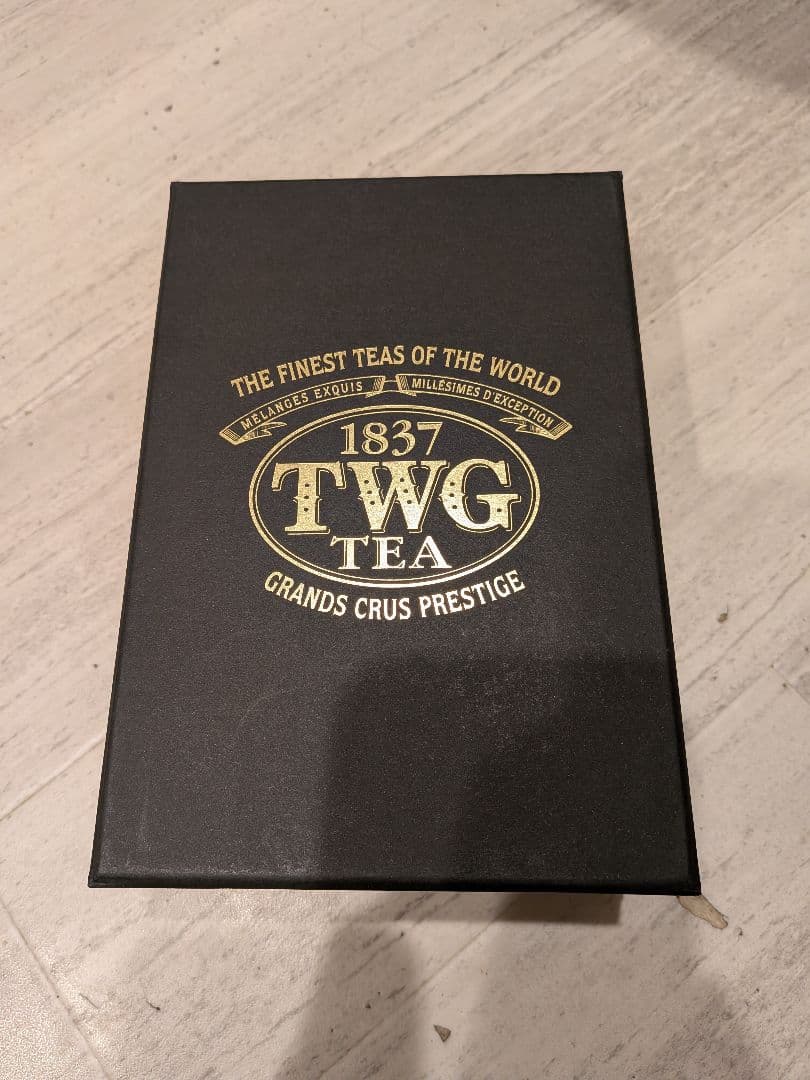 THE FINEST TEAS OF THE WORLD
MÉLANGES EXQUIS MILLÉSIMES D'EXCEPTION
1837
TWG
TEA
GRANDS CRUS PRESTIGE